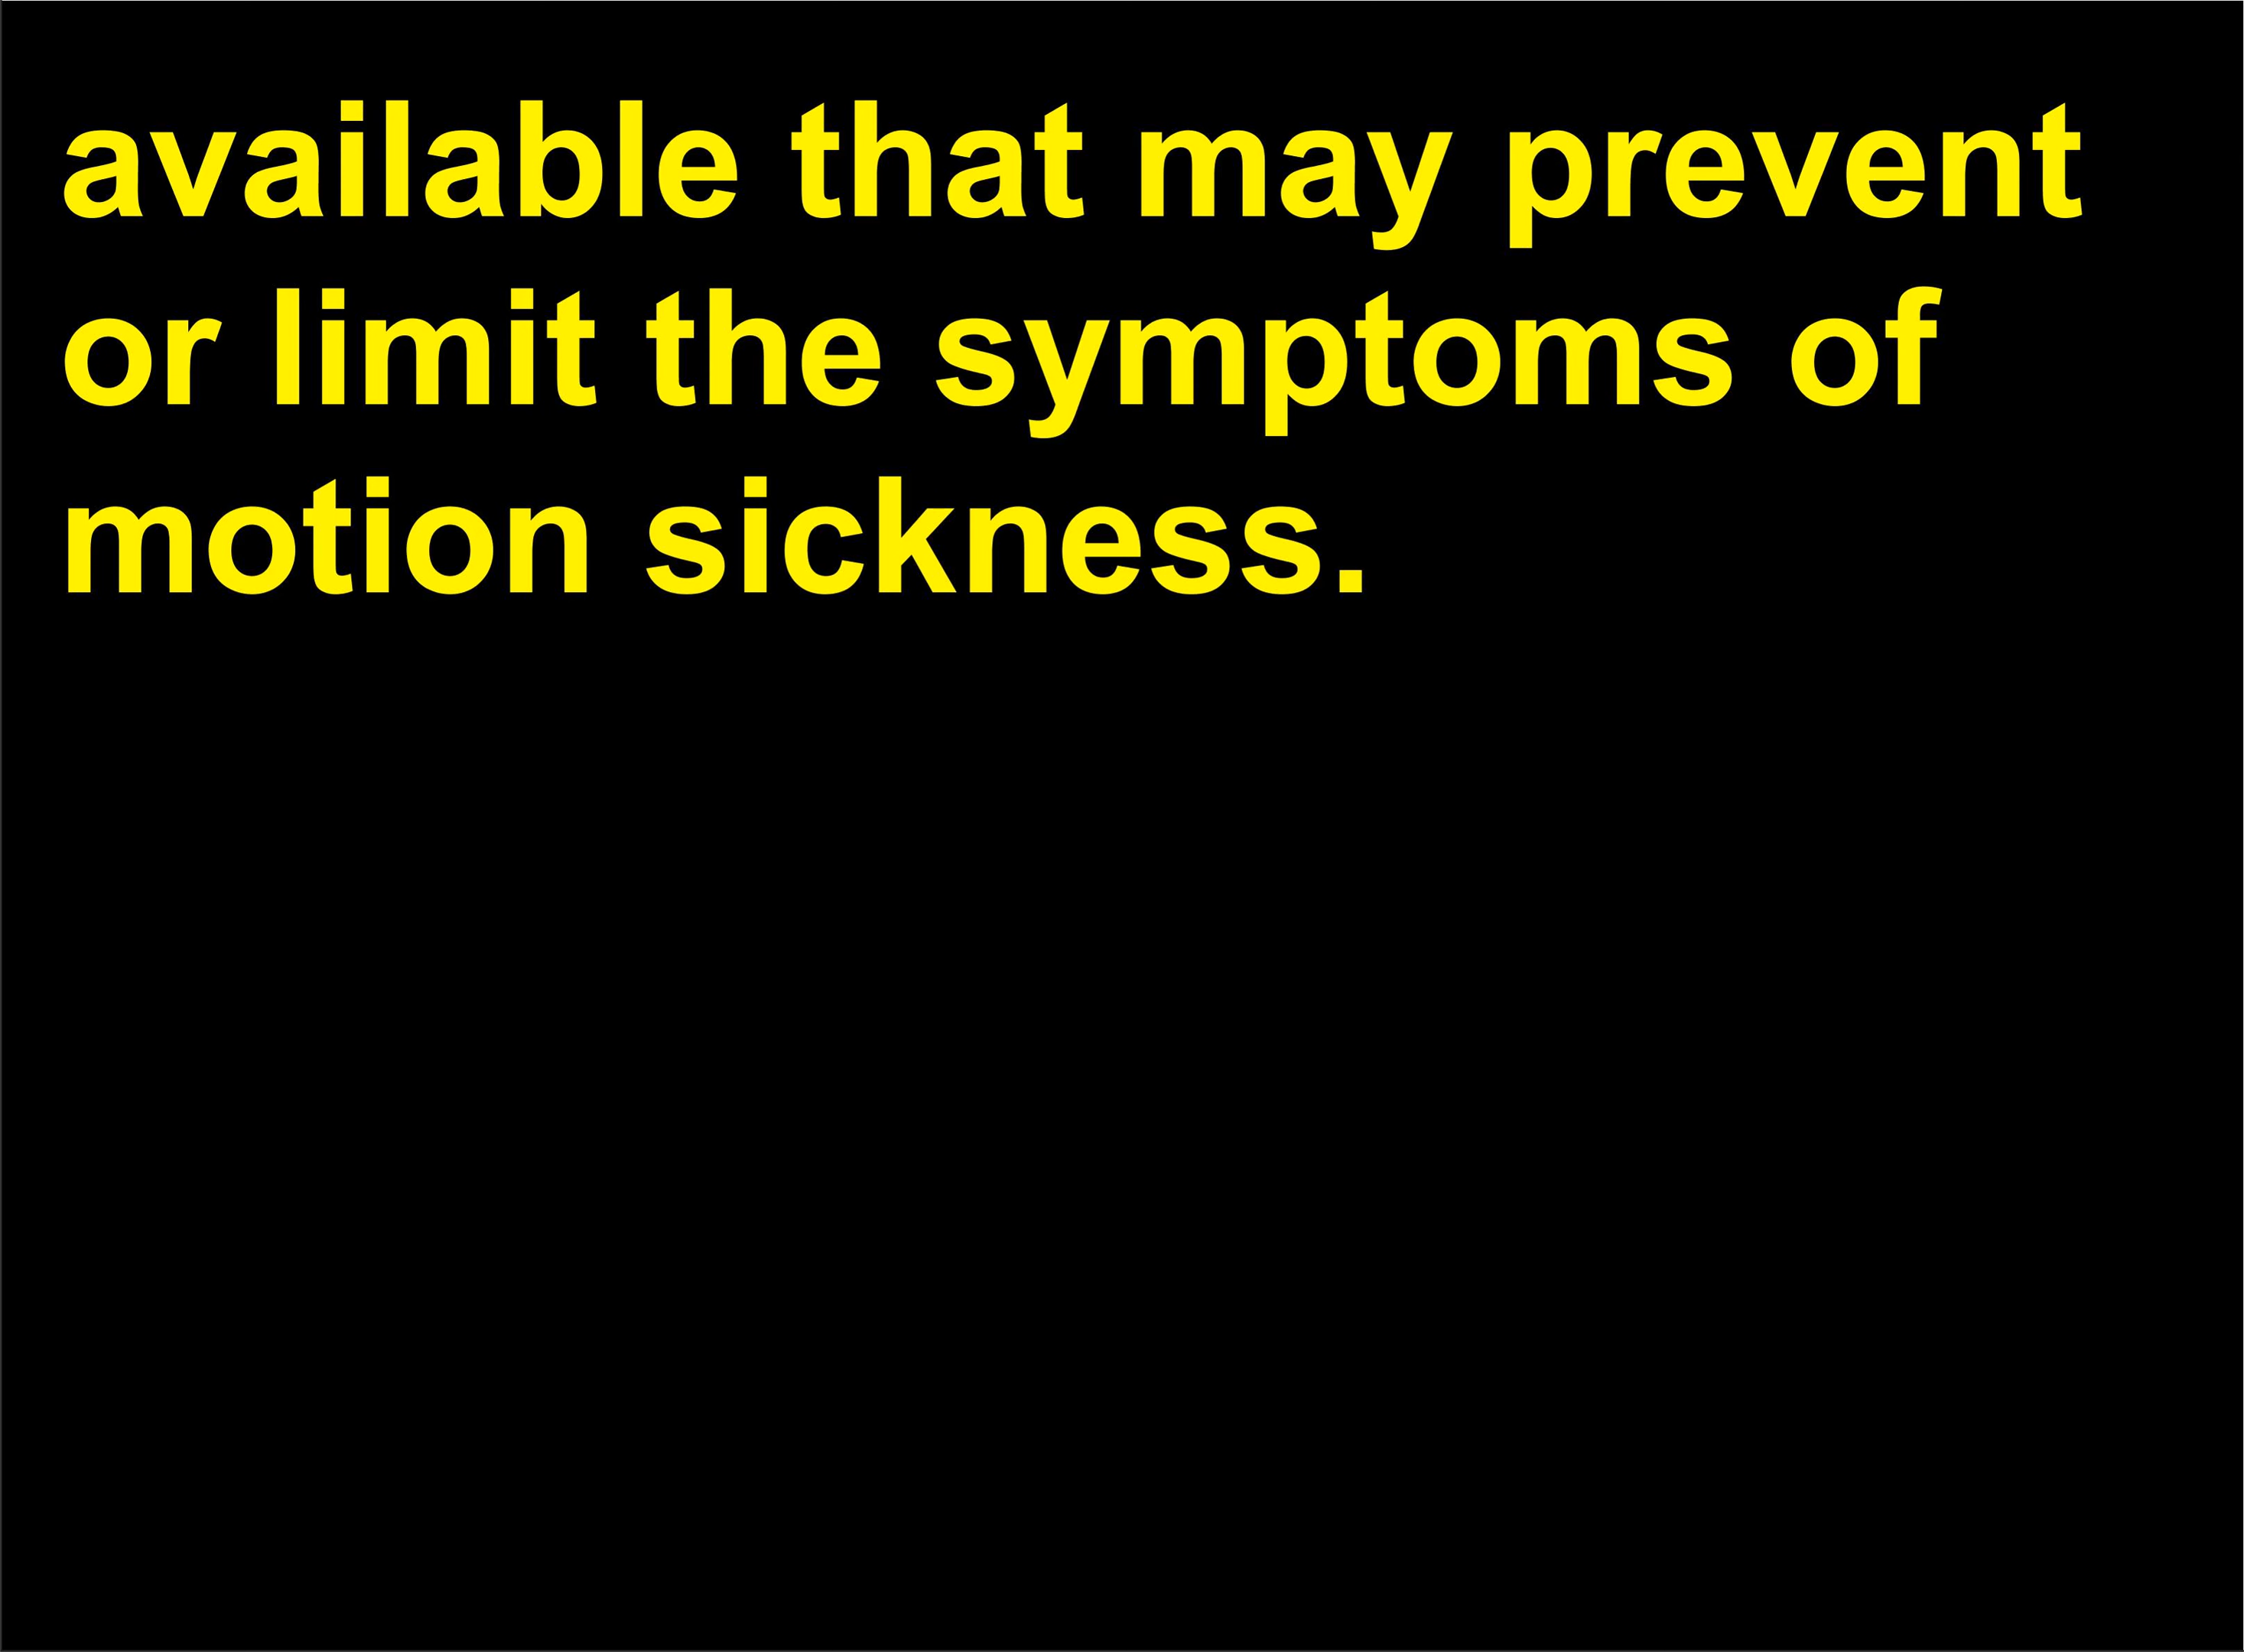 available that may prevent
or limit the symptoms of
motion sickness.